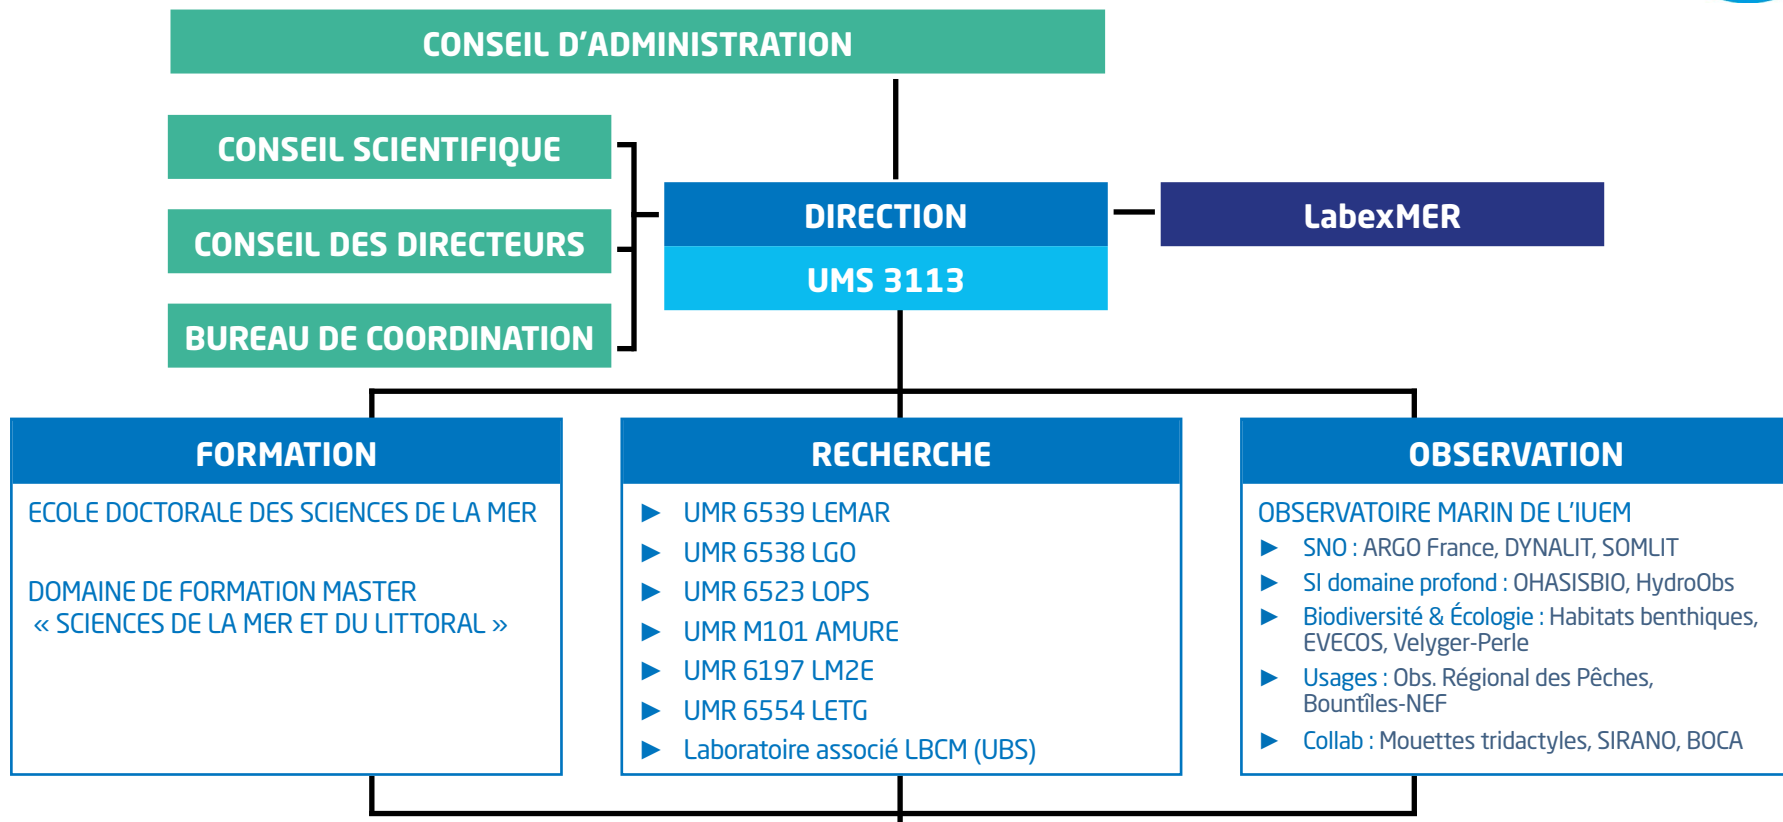 CONSEIL D'ADMINISTRATION
CONSEIL SCIENTIFIQUE
CONSEIL DES DIRECTEURS
BUREAU DE COORDINATION
DIRECTION
UMS 3113
LabexMER
FORMATION
ECOLE DOCTORALE DES SCIENCES DE LA MER
DOMAINE DE FORMATION MASTER
« SCIENCES DE LA MER ET DU LITTORAL »
RECHERCHE
► UMR 6539 LEMAR
► UMR 6538 LGO
► UMR 6523 LOPS
► UMR M101 AMURE
► UMR 6197 LM2E
► UMR 6554 LETG
► Laboratoire associé LBCM (UBS)
OBSERVATION
OBSERVATOIRE MARIN DE L'IUEM
► SNO : ARGO France, DYNALIT, SOMLIT
► SI domaine profond : OHASISBIO, HydroObs
► Biodiversité & Écologie : Habitats benthiques,
EVECOS, Velyger-Perle
► Usages : Obs. Régional des Pêches,
Bountîles-NEF
► Collab : Mouettes tridactyles, SIRANO, BOCA